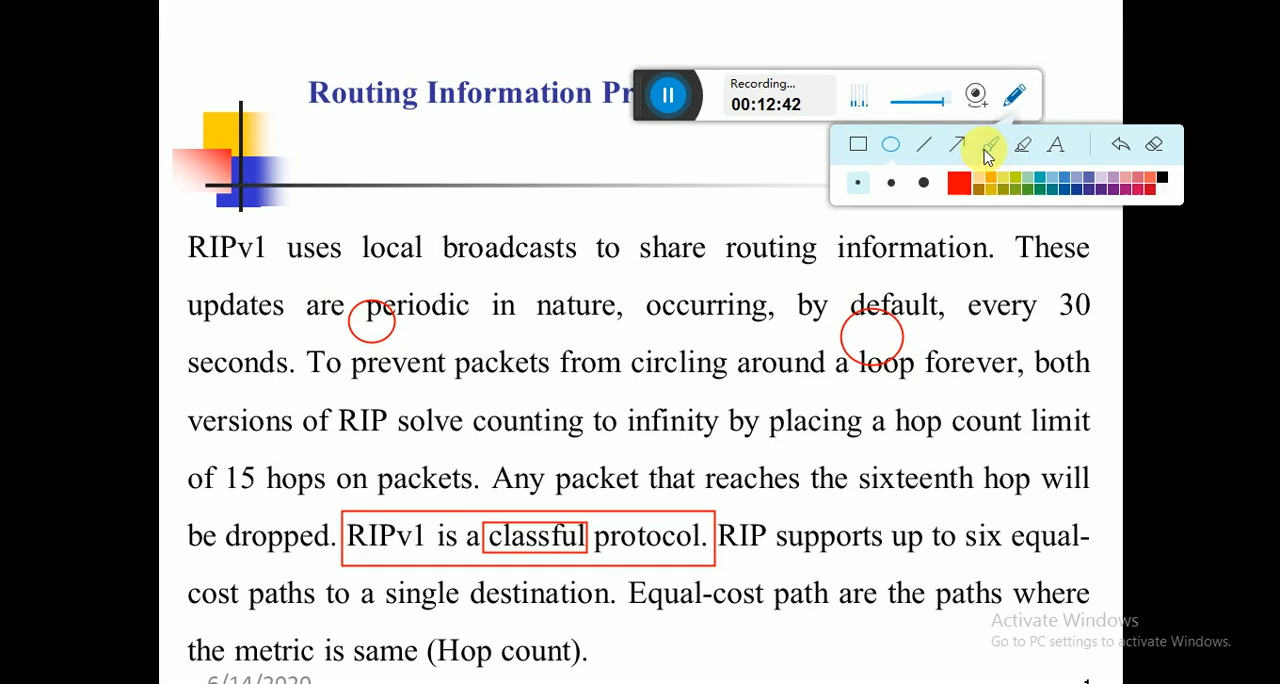 Routing Information Pr
Recording...
00:12:42
A
RIPv1 uses local broadcasts to share routing information. These
updates are periodic in nature, occurring, by default, every 30
seconds. To prevent packets from circling around a loop forever, both
versions of RIP solve counting to infinity by placing a hop count limit
of 15 hops on packets. Any packet that reaches the sixteenth hop will
be dropped. RIPv1 is a classful protocol. RIP supports up to six equal-
cost paths to a single destination. Equal-cost path are the paths where
the metric is same (Hop count).
Activate Windows
Go to PC settings to activate Windows.
6/14/2020